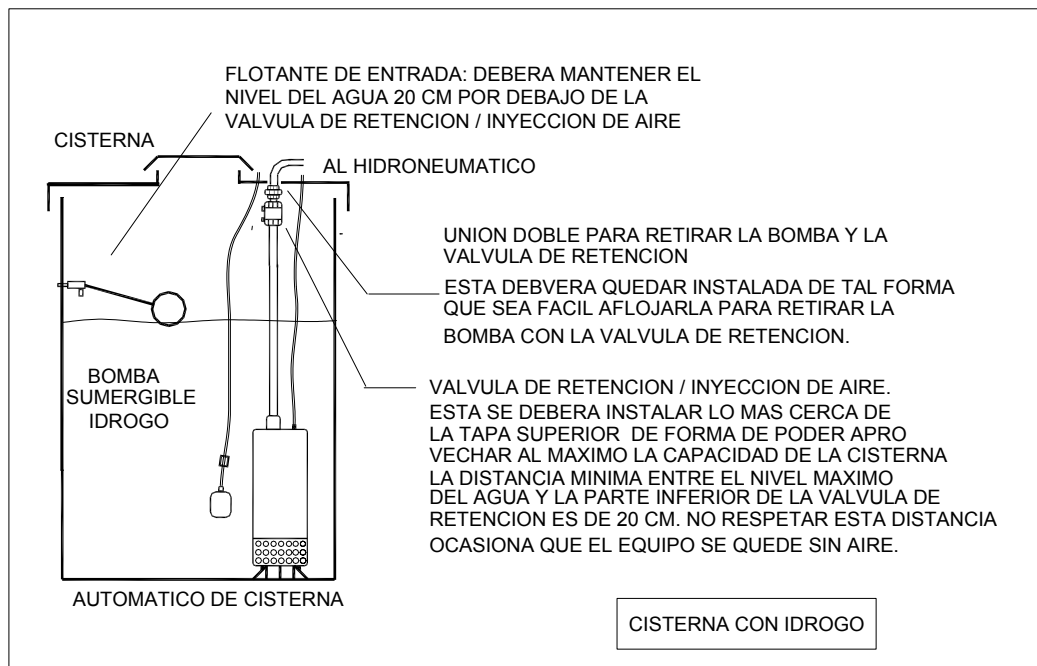 FLOTANTE DE ENTRADA: DEBERA MANTENER EL
NIVEL DEL AGUA 20 CM POR DEBAJO DE LA
VALVULA DE RETENCION / INYECCION DE AIRE
CISTERNA
AL HIDRONEUMATICO
UNION DOBLE PARA RETIRAR LA BOMBA Y LA
VALVULA DE RETENCION
ESTA DEBVERA QUEDAR INSTALADA DE TAL FORMA
QUE SEA FACIL AFLOJARLA PARA RETIRAR LA
BOMBA CON LA VALVULA DE RETENCION.
BOMBA
SUMERGIBLE
IDROGO
VALVULA DE RETENCION / INYECCION DE AIRE.
ESTA SE DEBERA INSTALAR LO MAS CERCA DE
LA TAPA SUPERIOR DE FORMA DE PODER APRO
VECHAR AL MAXIMO LA CAPACIDAD DE LA CISTERNA
LA DISTANCIA MINIMA ENTRE EL NIVEL MAXIMO
DEL AGUA Y LA PARTE INFERIOR DE LA VALVULA DE
RETENCION ES DE 20 CM. NO RESPETAR ESTA DISTANCIA
OCASIONA QUE EL EQUIPO SE QUEDE SIN AIRE.
AUTOMATICO DE CISTERNA
CISTERNA CON IDROGO